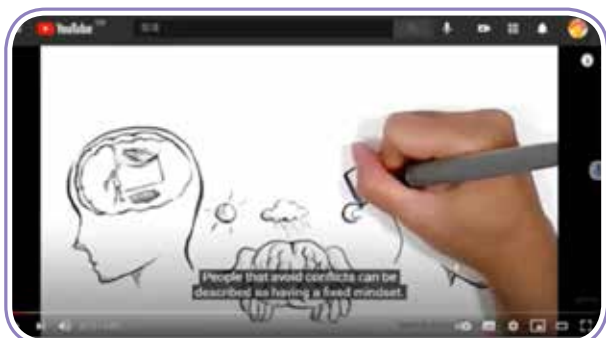 YouTube
People that avoid conflicts can be
described as having a fixed mindset.